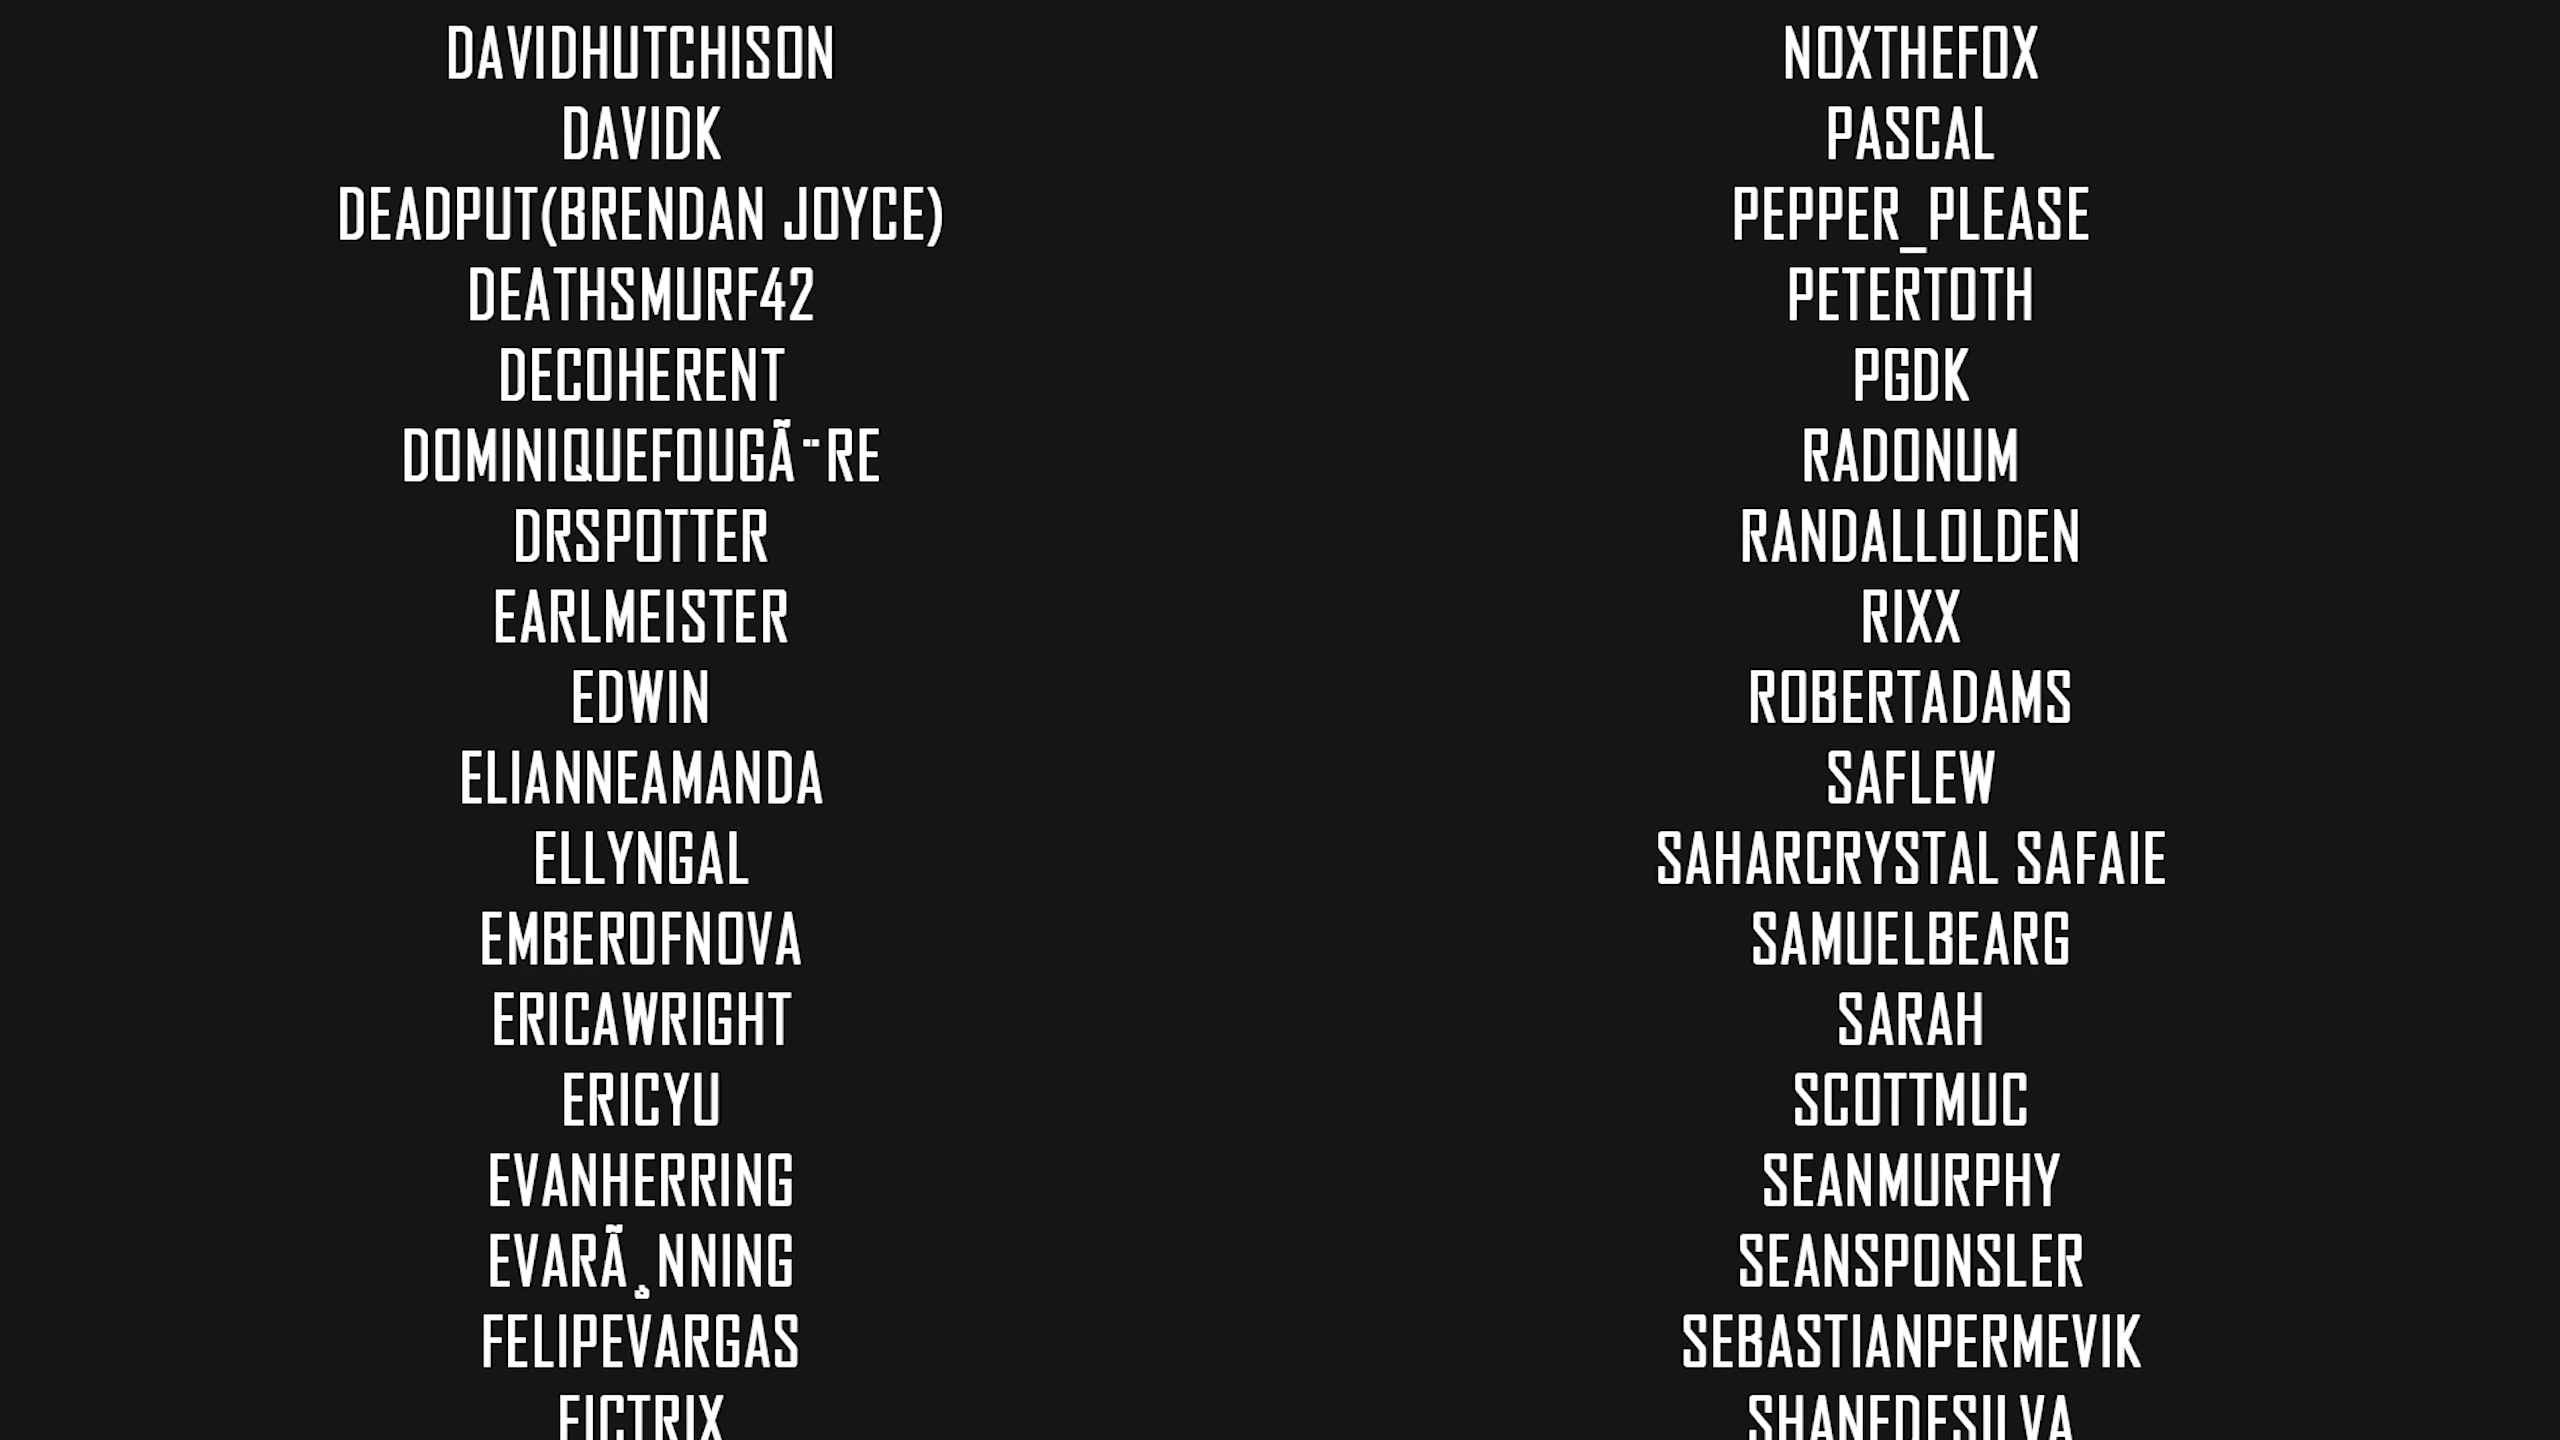 DAVIDHUTCHISON
DAVIDK
DEADPUT(BRENDAN JOYCE)
DEATHSMURF42
DECOHERENT
DOMINIQUEFOUGÃ¨RE
DRSPOTTER
EARLMEISTER
EDWIN
ELIANNEAMANDA
ELLYNGAL
EMBEROFNOVA
ERICAWRIGHT
ERICYU
EVANHERRING
EVARÃ¸NNING
FELIPEVARGAS
FICTRIX
NOXTHEFOX
PASCAL
PEPPER_PLEASE
PETERTOTH
PGDK
RADONUM
RANDALLOLDEN
RIXX
ROBERTADAMS
SAFLEW
SAHARCRYSTAL SAFAIE
SAMUELBEARG
SARAH
SCOTTMUC
SEANMURPHY
SEANSPONSLER
SEBASTIANPERMEVIK
SHANEDESILVA